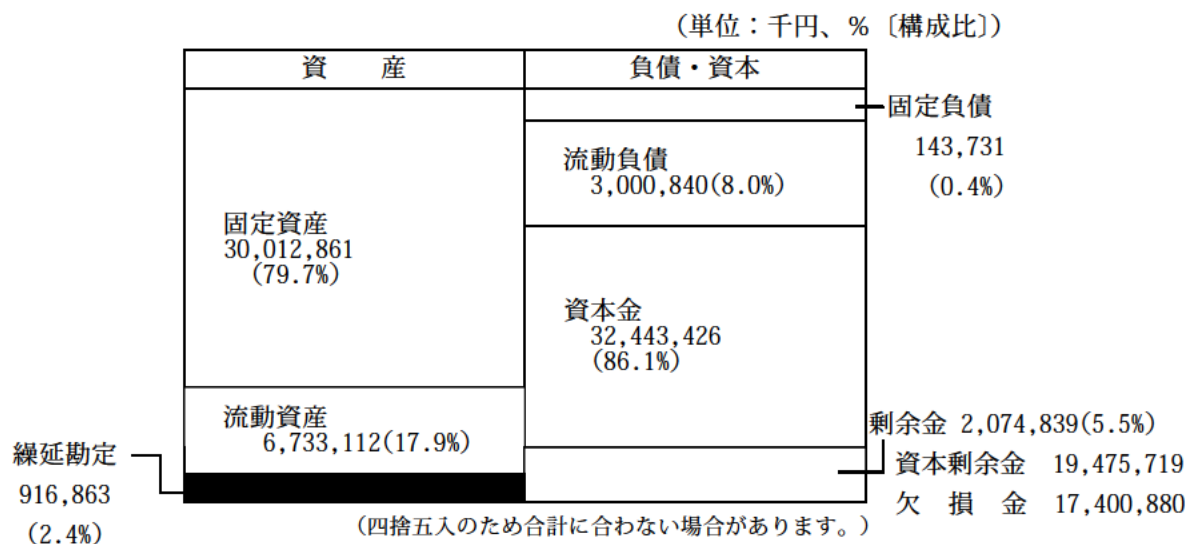 (単位：千円、％〔構成比〕)
資　　産
負債・資本
固定負債
143,731
(0.4%)
流動負債
3,000,840(8.0%)
固定資産
30,012,861
(79.7%)
資本金
32,443,426
(86.1%)
流動資産
6,733,112(17.9%)
剰余金 2,074,839(5.5%)
資本剰余金　19,475,719
欠　損　金　17,400,880
繰延勘定
916,863
(2.4%)
(四捨五入のため合計に合わない場合があります。)